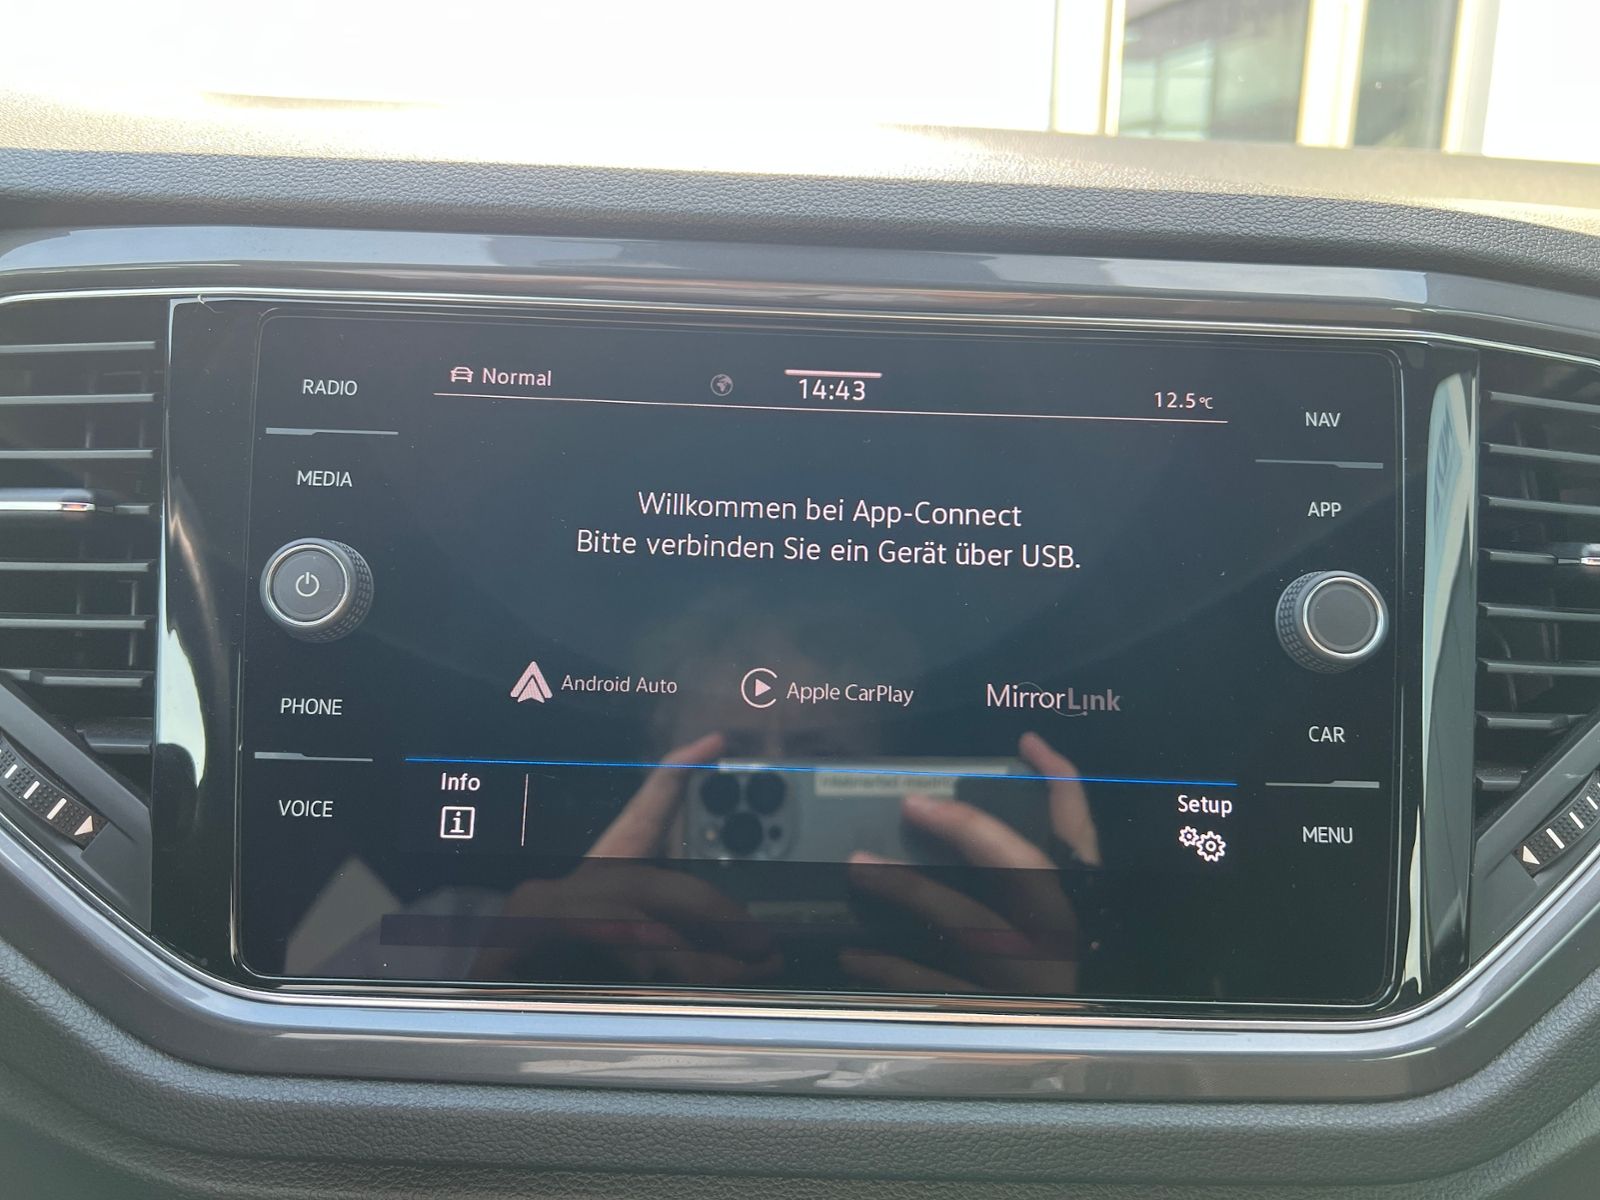 RADIO
MEDIA
PHONE
VOICE
Normal
14:43
12.5°C
Willkommen bei App-Connect
Bitte verbinden Sie ein Gerät über USB.
Android Auto
Apple CarPlay
MirrorLink
Info
i
Setup
NAV
APP
CAR
MENU